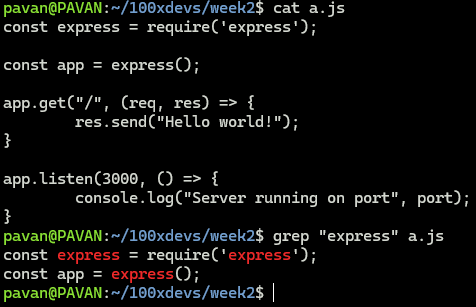 pavan@PAVAN:~/100xdevs/week2$ cat a.js
const express = require('express');

const app = express();

app.get("/", (req, res) => {
        res.send("Hello world!");
}

app.listen(3000, () => {
        console.log("Server running on port", port);
}
pavan@PAVAN:~/100xdevs/week2$ grep "express" a.js
const express = require('express');
const app = express();
pavan@PAVAN:~/100xdevs/week2$